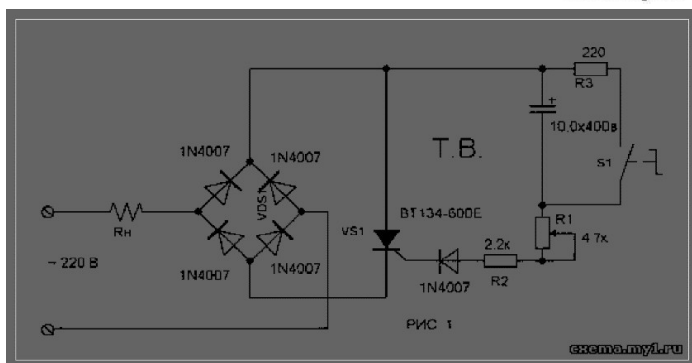 220
R3
+
10.0x400в
1N4007
1N4007
Т.В.
S1
VDS1
BT134-600E
R1
Rн
VS1
2.2к
4.7к
~ 220 В
1N4007
1N4007
1N4007
R2
РИС 1
cxema.my1.ru